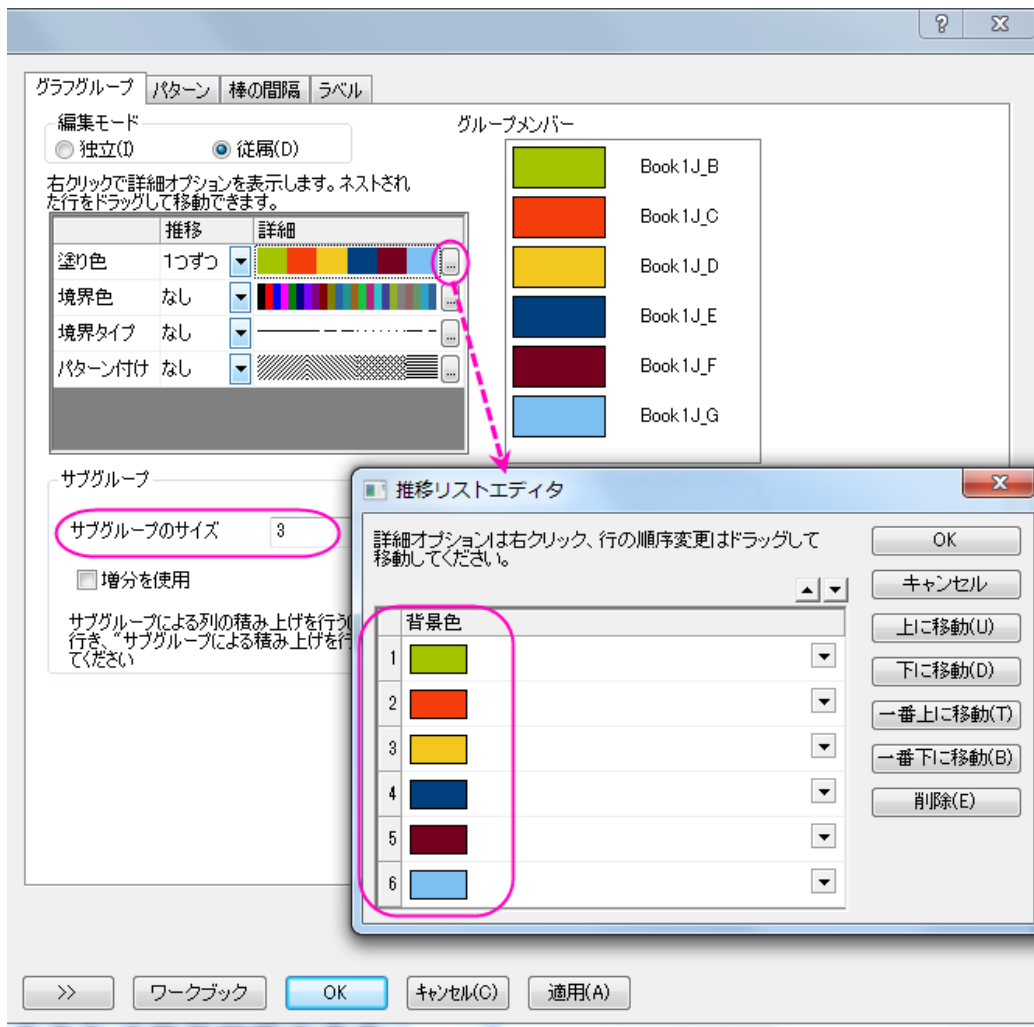 グラフグループ パターン 棒の間隔 ラベル
編集モード
独立(I) 従属(D)
グループメンバー
右クリックで詳細オプションを表示します。ネストされ
た行をドラッグして移動できます。
推移 詳細
塗り色 1つずつ ...
境界色 なし ...
境界タイプ なし ...
パターン付け なし ...
Book1J_B
Book1J_C
Book1J_D
Book1J_E
Book1J_F
Book1J_G
サブグループ
サブグループのサイズ 3
増分を使用
サブグループによる列の積み上げを行う
行き、“サブグループによる積み上げを行
てください
推移リストエディタ
詳細オプションは右クリック、行の順序変更はドラッグして
移動してください。
背景色
1
2
3
4
5
6
OK
キャンセル
上に移動(U)
下に移動(D)
一番上に移動(T)
一番下に移動(B)
削除(E)
>> ワークブック OK キャンセル(C) 適用(A)